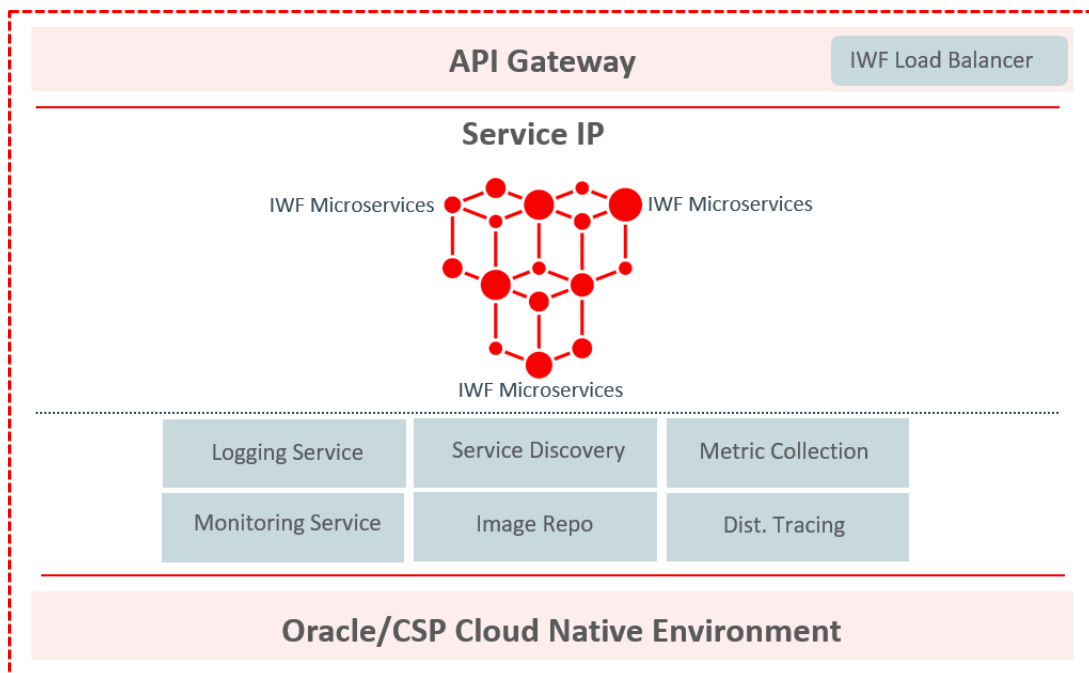 API Gateway
IWF Load Balancer
Service IP
IWF Microservices
IWF Microservices
IWF Microservices
Logging Service
Service Discovery
Metric Collection
Monitoring Service
Image Repo
Dist. Tracing
Oracle/CSP Cloud Native Environment